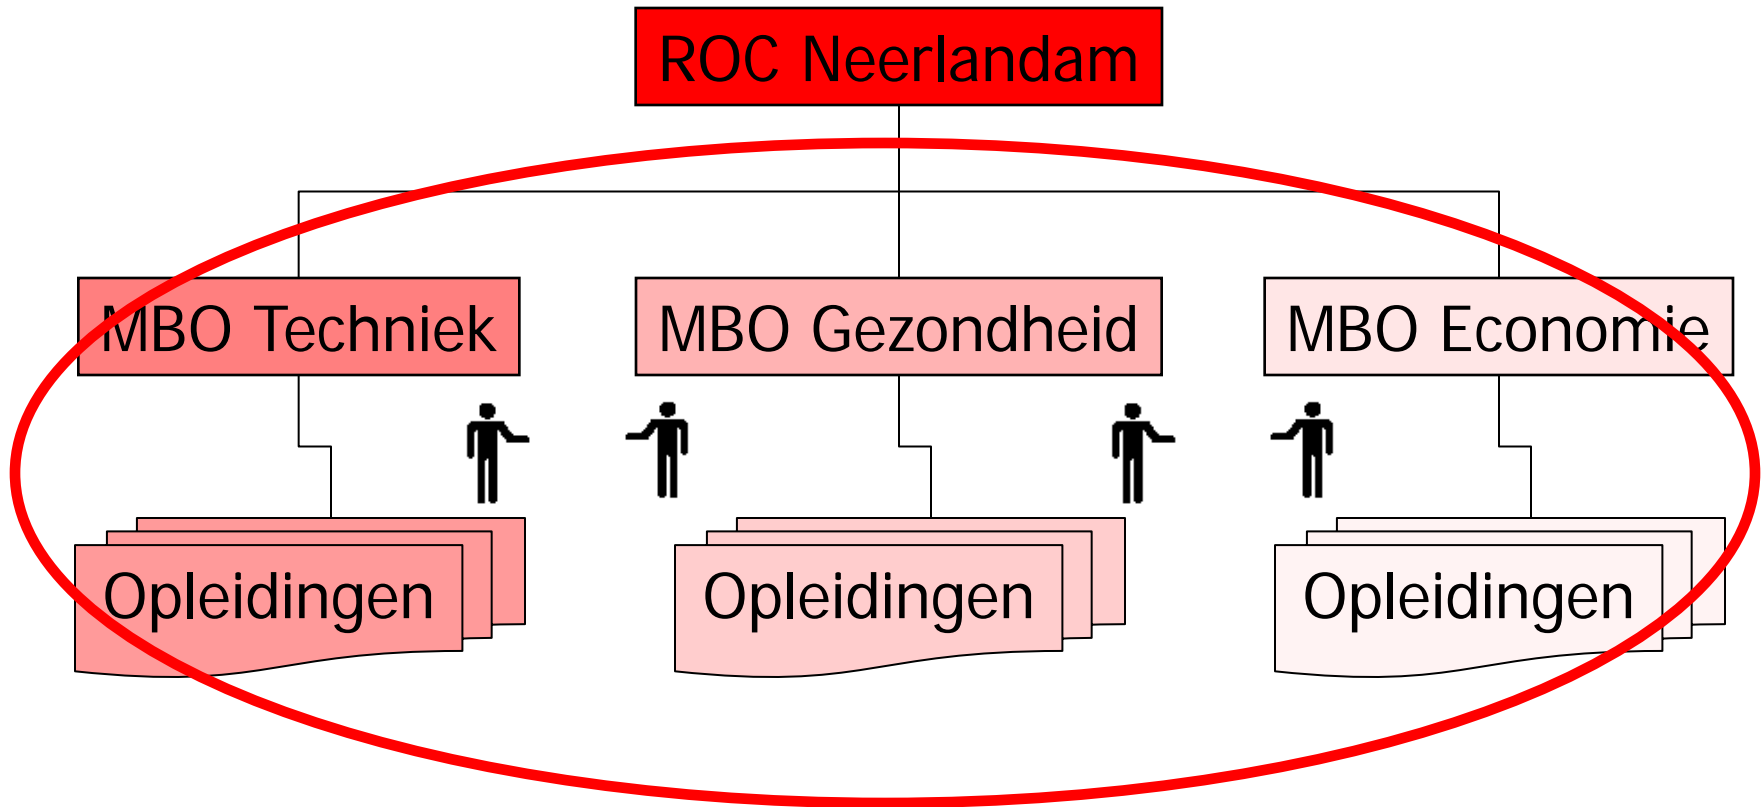 ROC Neerlandam
MBO Techniek
MBO Gezondheid
MBO Economie
Opleidingen
Opleidingen
Opleidingen